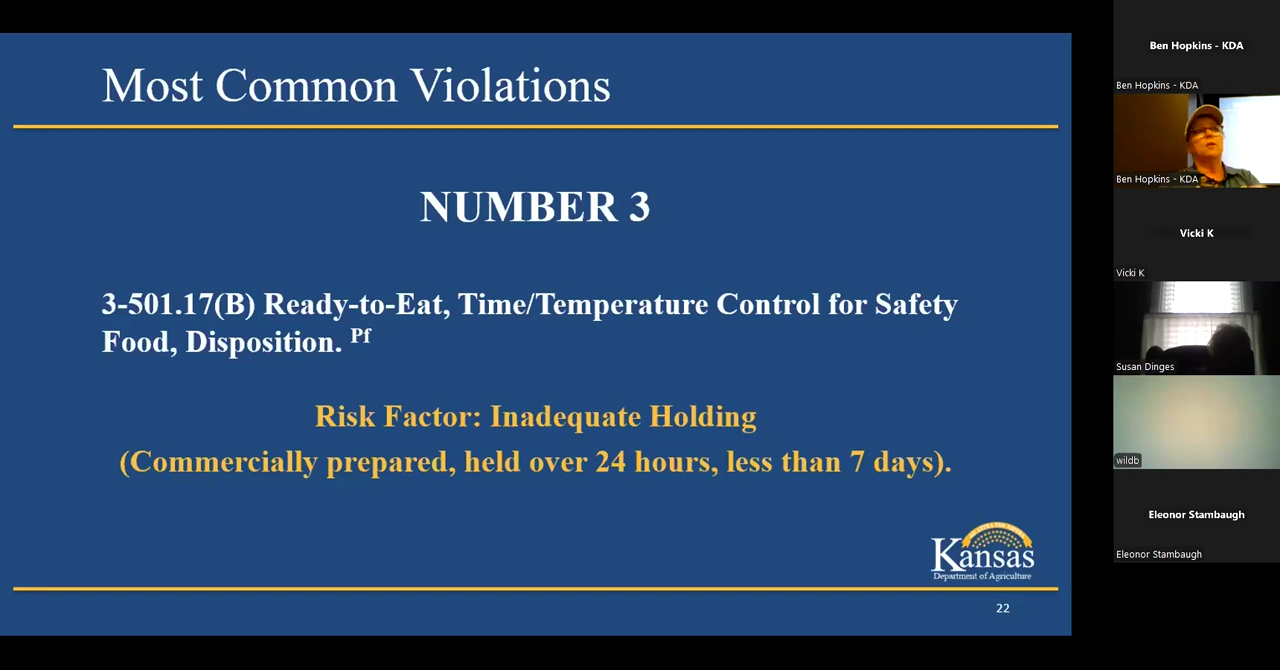 Most Common Violations
NUMBER 3
3-501.17(B) Ready-to-Eat, Time/Temperature Control for Safety
Food, Disposition. Pf
Risk Factor: Inadequate Holding
(Commercially prepared, held over 24 hours, less than 7 days).
Kansas
Department of Agriculture
22
Ben Hopkins - KDA
Ben Hopkins - KDA
Ben Hopkins - KDA
Vicki K
Vicki K
Susan Dinges
wildb
Eleonor Stambaugh
Eleonor Stambaugh